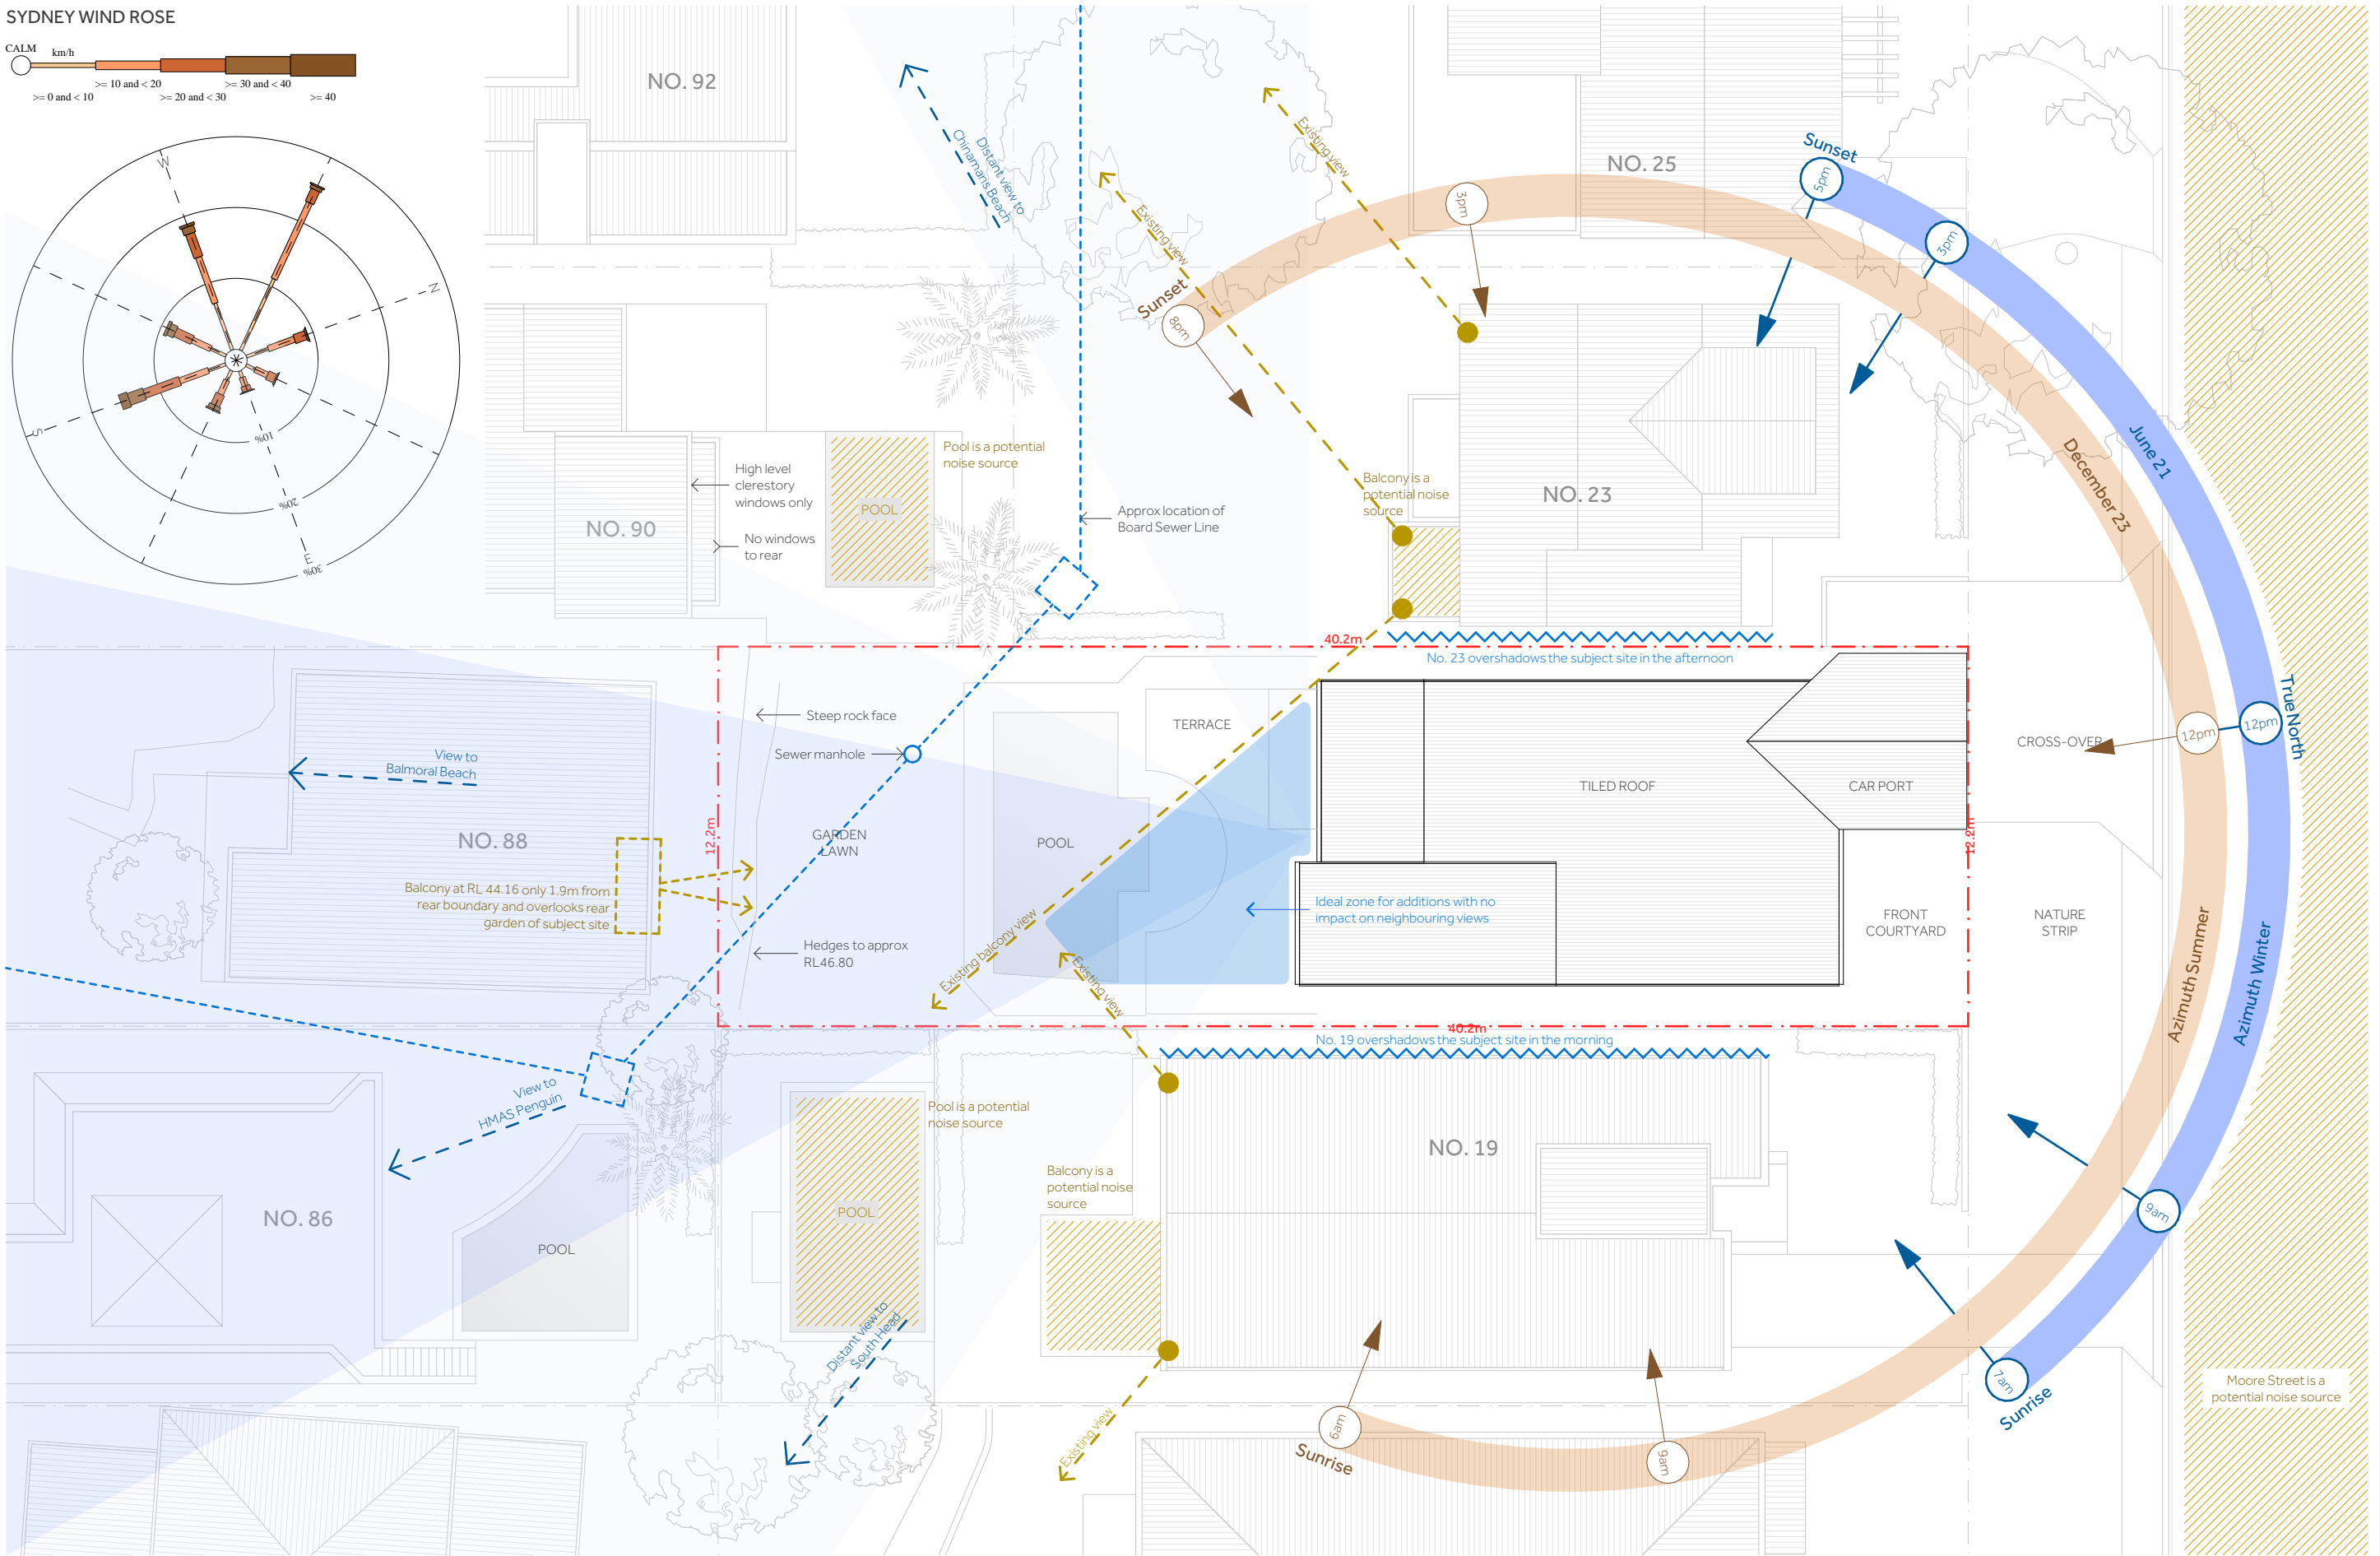 SYDNEY WIND ROSE
CALM
km/h
>= 10 and < 20
>= 30 and < 40
>= 0 and < 10
>= 20 and < 30
>= 40
W
N
S
E
10%
20%
30%
NO. 92
Distant view to
Chinamans Beach
Existing view
Existing view
NO. 25
Sunset
5pm
3pm
3pm
Sunset
8pm
June 21
December 23
Pool is a potential
noise source
High level
clerestory
windows only
POOL
NO. 90
No windows
to rear
Approx location of
Board Sewer Line
Balcony is a
potential noise
source
NO. 23
40.2m
No. 23 overshadows the subject site in the afternoon
Steep rock face
Sewer manhole
TERRACE
View to
Balmoral Beach
TILED ROOF
CAR PORT
CROSS-OVER
12pm
12pm
True North
NO. 88
12.2m
GARDEN
LAWN
POOL
12.2m
Balcony at RL 44.16 only 1.9m from
rear boundary and overlooks rear
garden of subject site
Hedges to approx
RL46.80
Existing balcony view
Existing view
Ideal zone for additions with no
impact on neighbouring views
FRONT
COURTYARD
NATURE
STRIP
Azimuth Summer
Azimuth Winter
40.2m
No. 19 overshadows the subject site in the morning
View to
HMAS Penguin
Pool is a potential
noise source
NO. 19
Balcony is a
potential noise
source
NO. 86
POOL
POOL
9am
Distant view to
South Head
Existing view
6am
Sunrise
9am
7am
Sunrise
Moore Street is a
potential noise source